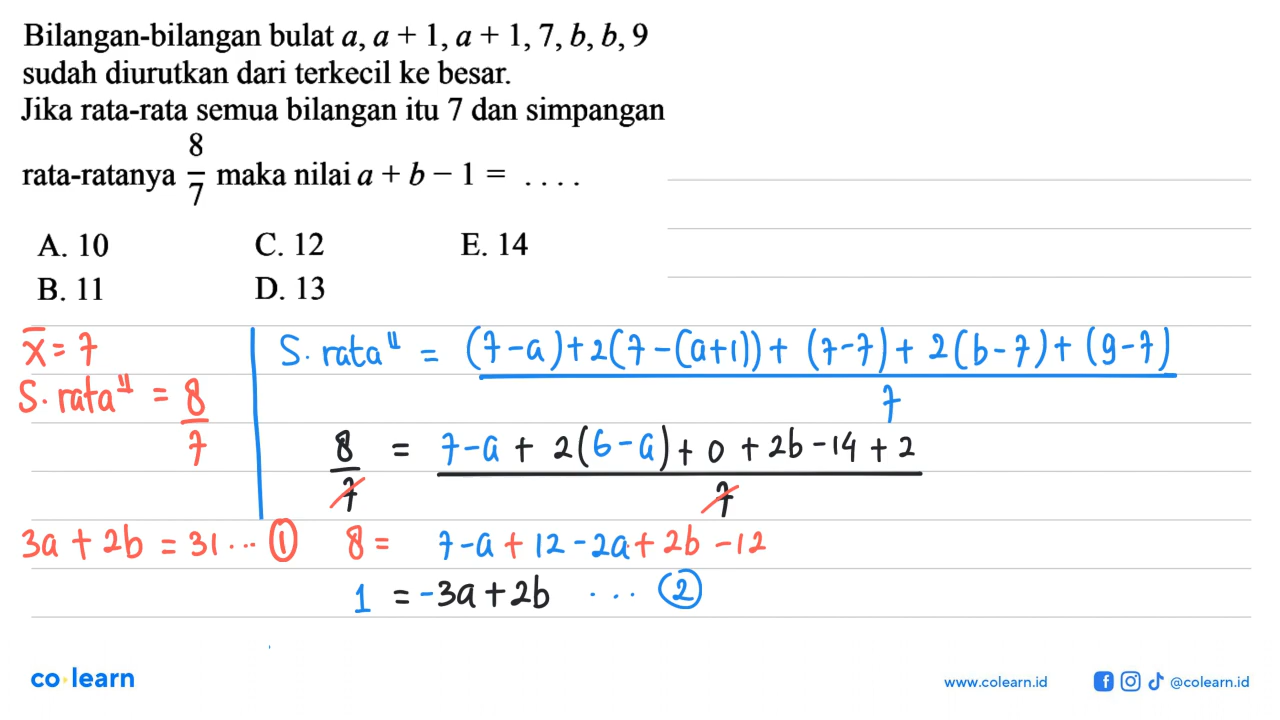 Bilangan-bilangan bulat a, a + 1, a + 1, 7, b, b, 9
sudah diurutkan dari terkecil ke besar.
Jika rata-rata semua bilangan itu 7 dan simpangan
rata-ratanya 8/7 maka nilai a + b − 1 = ....
A. 10 C. 12 E. 14
B. 11 D. 13
x̄ = 7
S. rata" = 8/7
S. rata" = (7-a)+2(7-(a+1))+(7-7)+2(b-7)+(9-7) / 7
8/7 = 7-a + 2(6-a)+0+2b-14+2 / 7
3a + 2b = 31 ... ①
8 = 7-a + 12-2a+2b-12
1 = -3a+2b ... ②
co learn
www.colearn.id
@colearn.id